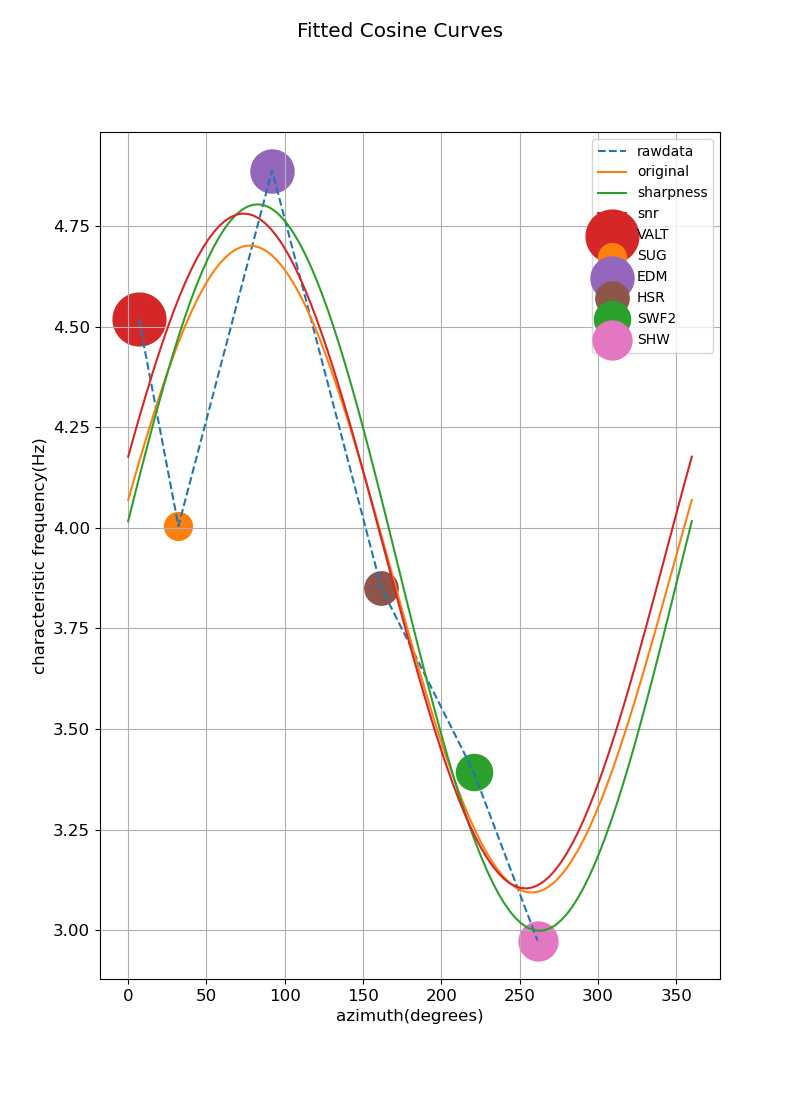 Fitted Cosine Curves
rawdata
original
sharpness
snr
VALT
SUG
EDM
HSR
SWF2
SHW
4.75
4.50
4.25
4.00
3.75
3.50
3.25
3.00
characteristic frequency(Hz)
0 50 100 150 200 250 300 350
azimuth(degrees)